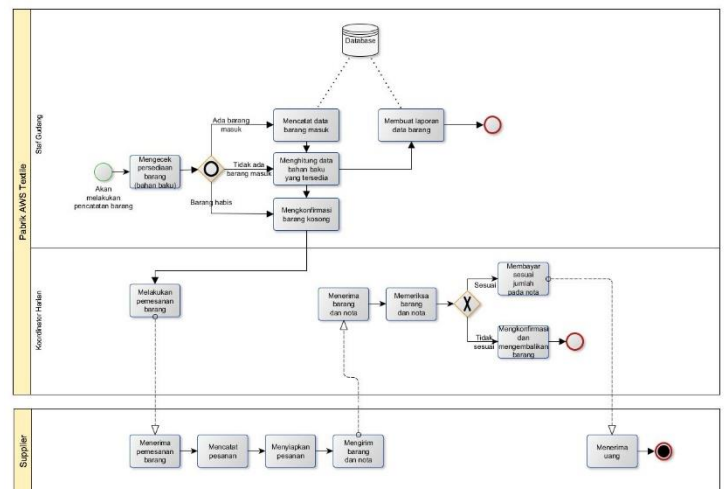 Pabrik AWS Textile
Staf Gudang
Database
Akan
melakukan
pencatatan barang
Mengecek
persediaan
barang
(bahan baku)
Ada barang
masuk
Tidak ada
barang masuk
Barang habis
Mencatat data
barang masuk
Menghitung data
bahan baku
yang tersedia
Mengkonfirmasi
barang kosong
Membuat laporan
data barang
Koordinator Harian
Melakukan
pemesanan
barang
Menerima
barang
dan nota
Memeriksa
barang
dan nota
Sesuai
Tidak
sesuai
Membayar
sesuai
jumlah
pada nota
Mengkonfirmasi
dan
mengembalikan
barang
Supplier
Menerima
pemesanan
barang
Mencatat
pesanan
Menyiapkan
pesanan
Mengirim
barang
dan nota
Menerima
uang